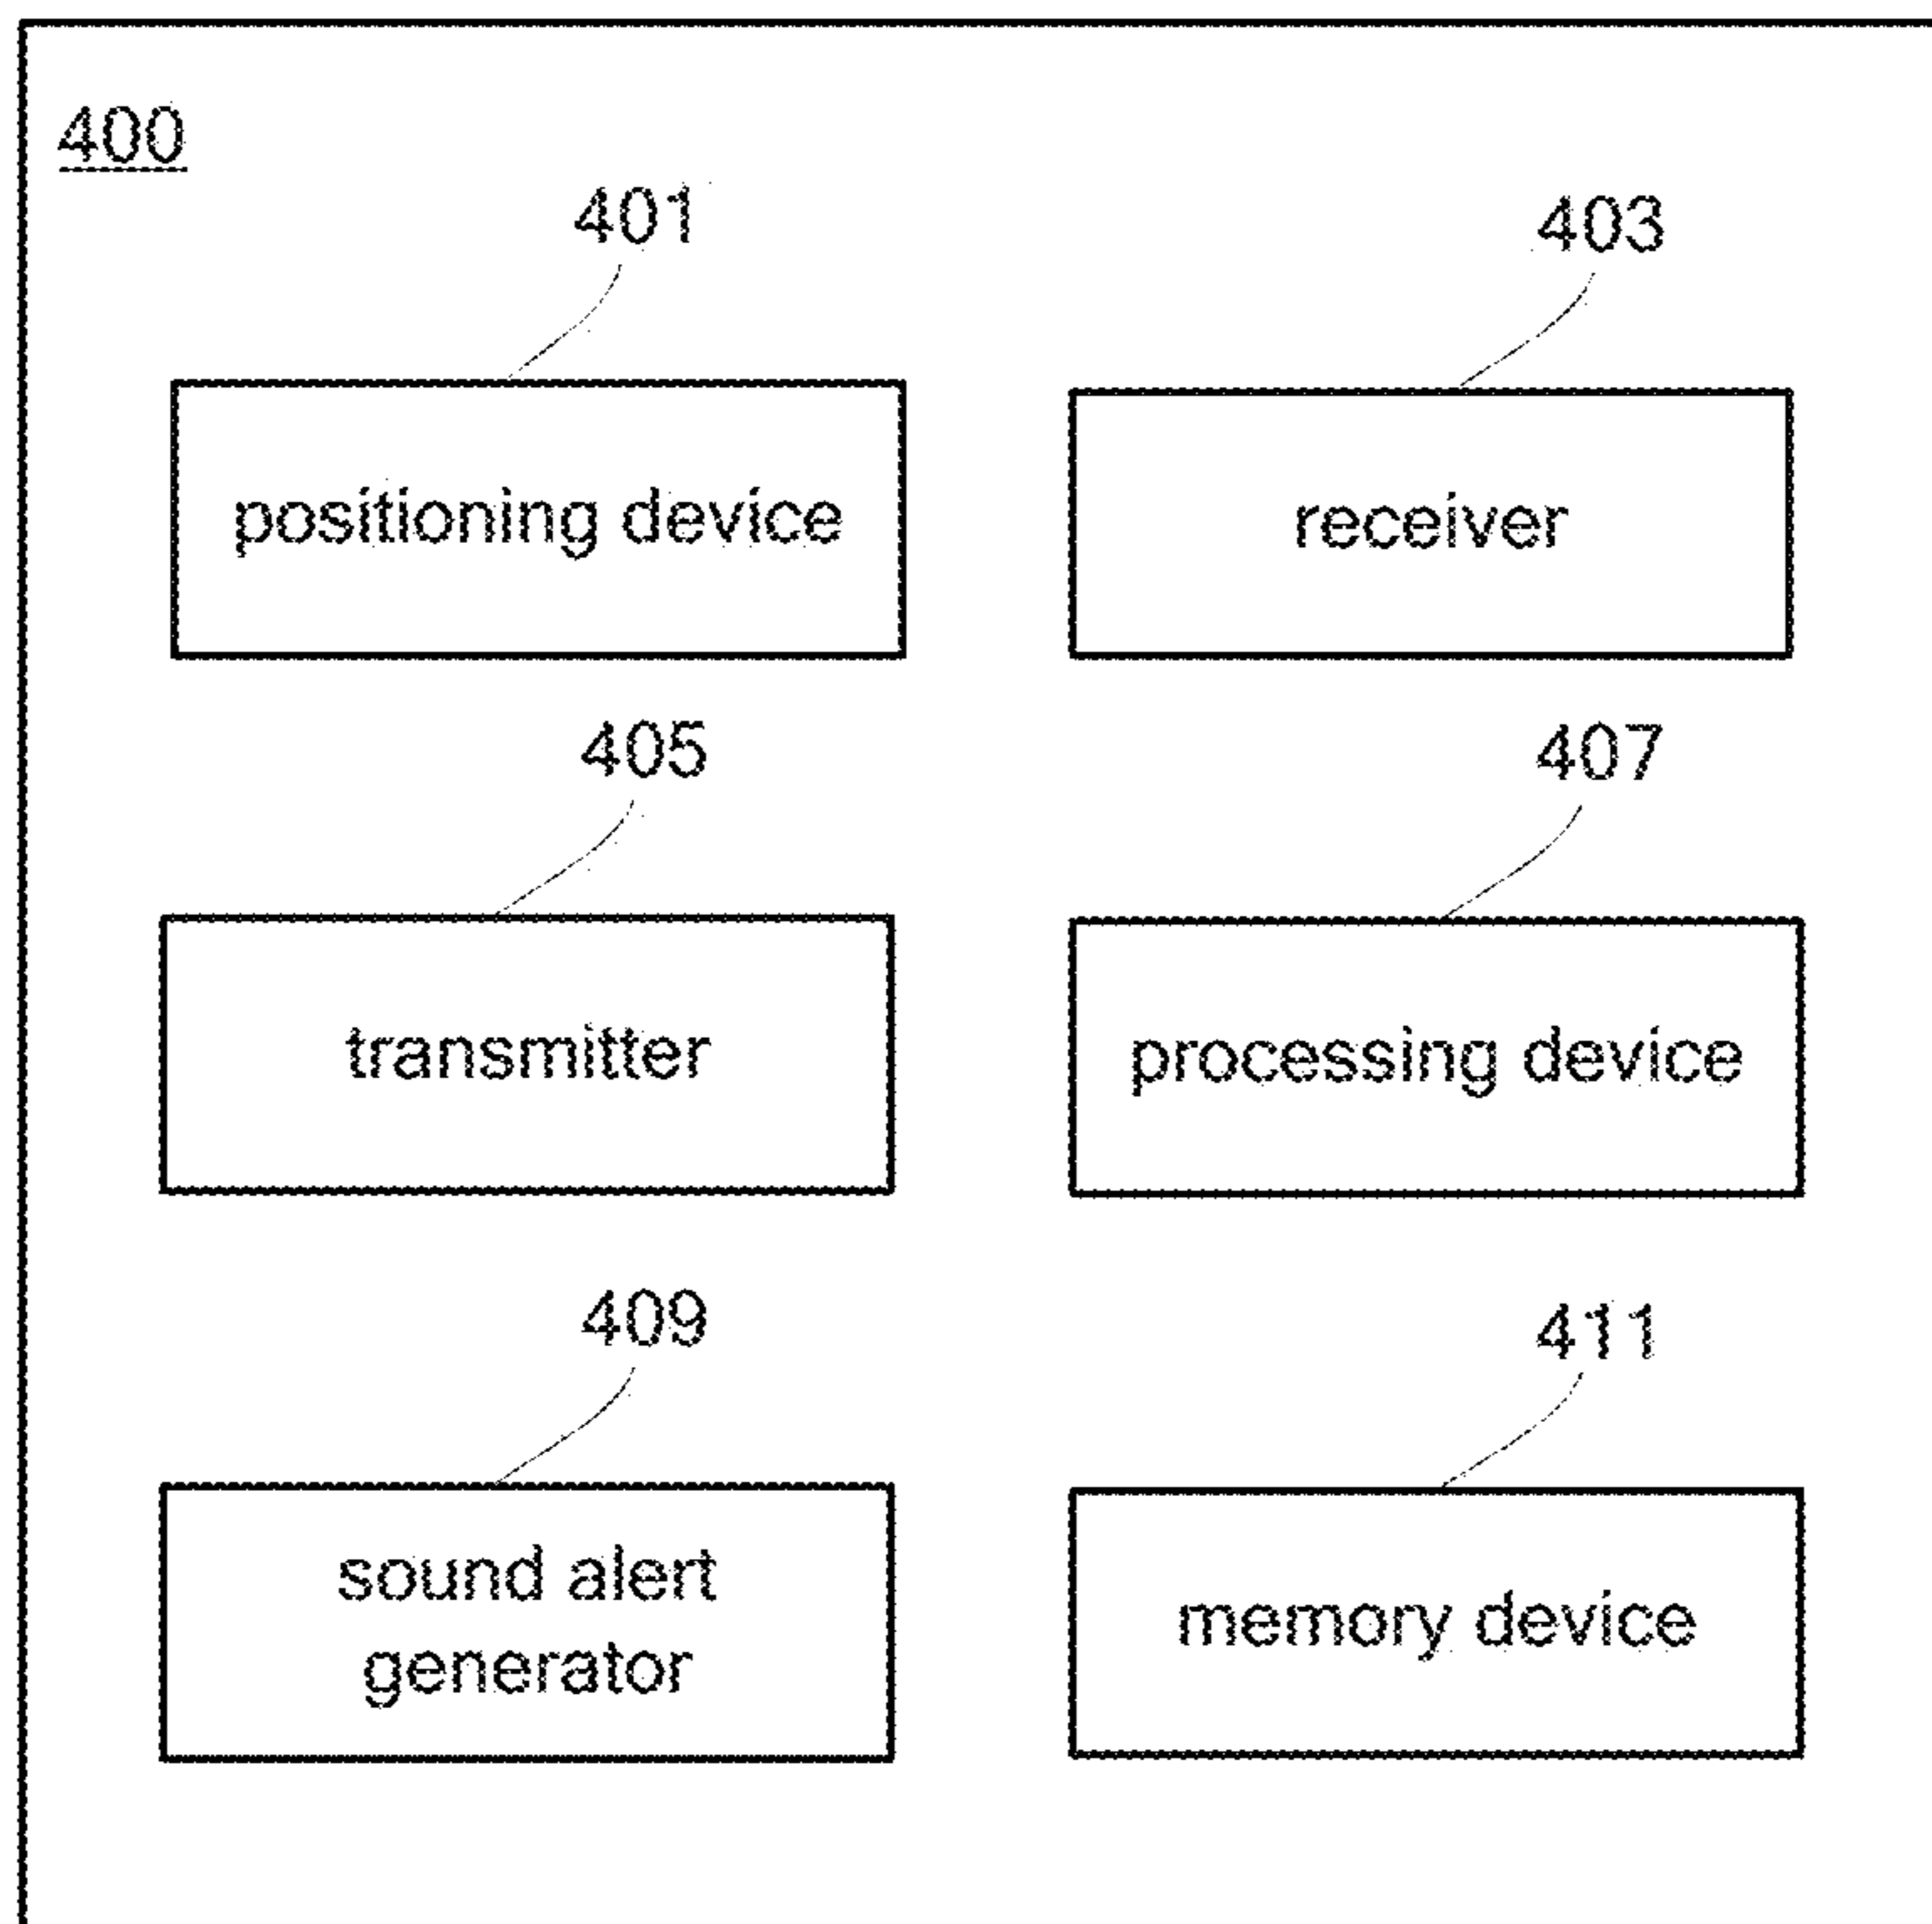 400
401
403
positioning device
receiver
405
407
transmitter
processing device
409
411
sound alert
generator
memory device